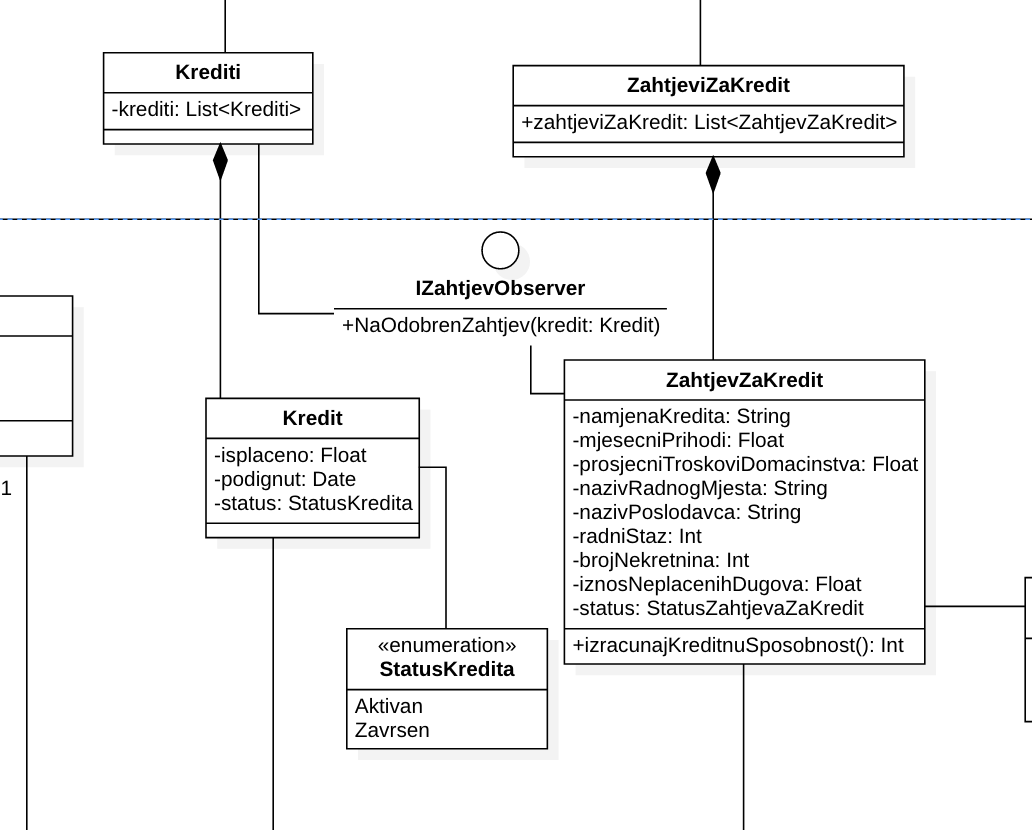 Krediti
-krediti: List<Krediti>
ZahtjeviZaKredit
+zahtjeviZaKredit: List<ZahtjevZaKredit>
IZahtjevObserver
+NaOdobrenZahtjev(kredit: Kredit)
1
Kredit
-isplaceno: Float
-podignut: Date
-status: StatusKredita
ZahtjevZaKredit
-namjenaKredita: String
-mjesecniPrihodi: Float
-prosjecniTroskoviDomacinstva: Float
-nazivRadnogMjesta: String
-nazivPoslodavca: String
-radniStaz: Int
-brojNekretnina: Int
-iznosNeplacenihDugova: Float
-status: StatusZahtjevaZaKredit
+izracunajKreditnuSposobnost(): Int
«enumeration»
StatusKredita
Aktivan
Zavrsen